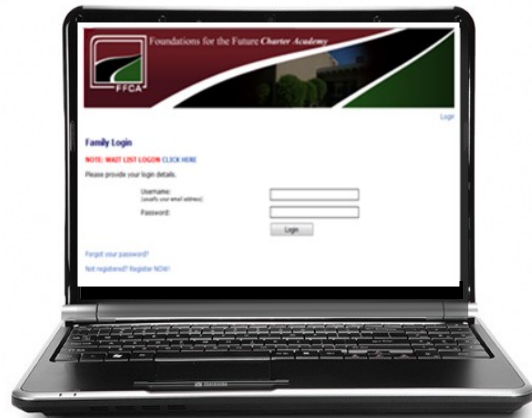 Foundations for the Future Charter Academy
FFCA
Login
Family Login
NOTE: WAIT LIST LOGON CLICK HERE
Please provide your login details.
Username:
(usually your email address)
Password:
Login
Forgot your password?
Not registered? Register NOW!